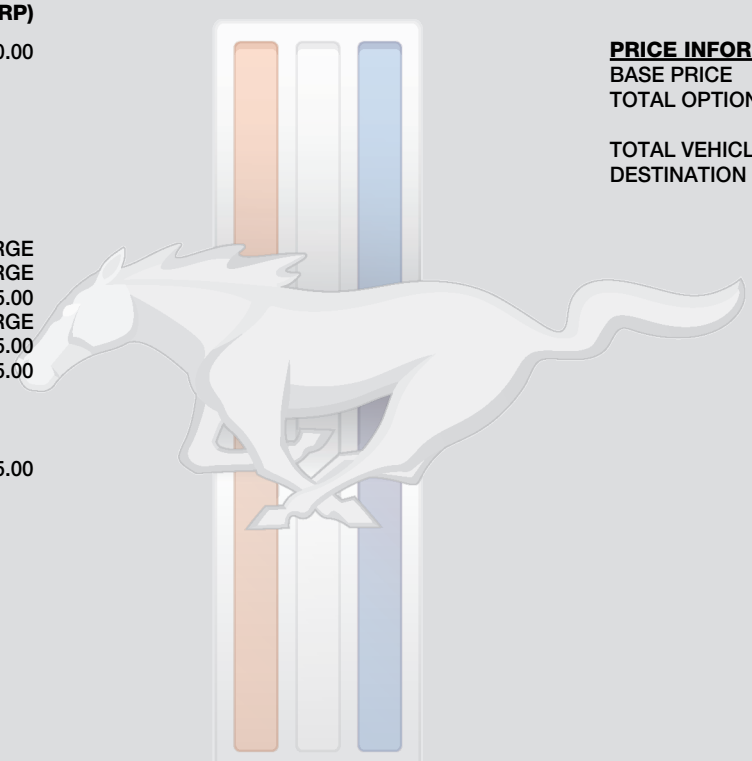 RP)
0.00
RGE
RGE
5.00
RGE
5.00
5.00
5.00
PRICE INFOR
BASE PRICE
TOTAL OPTION
TOTAL VEHICL
DESTINATION